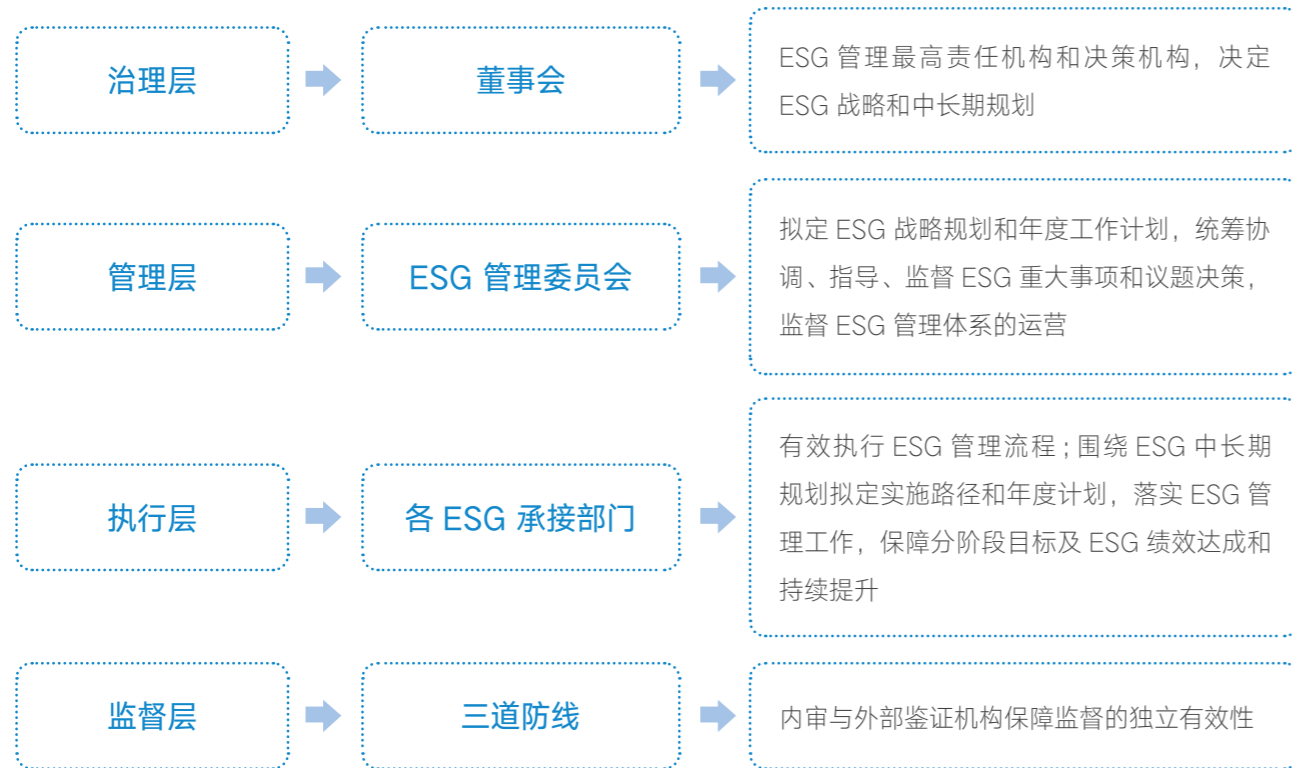 治理层
董事会
ESG 管理最高责任机构和决策机构，决定
ESG 战略和中长期规划
管理层
ESG 管理委员会
拟定 ESG 战略规划和年度工作计划，统筹协
调、指导、监督 ESG 重大事项和议题决策，
监督 ESG 管理体系的运营
执行层
各 ESG 承接部门
有效执行 ESG 管理流程；围绕 ESG 中长期
规划拟定实施路径和年度计划，落实 ESG 管
理工作，保障分阶段目标及 ESG 绩效达成和
持续提升
监督层
三道防线
内审与外部鉴证机构保障监督的独立有效性